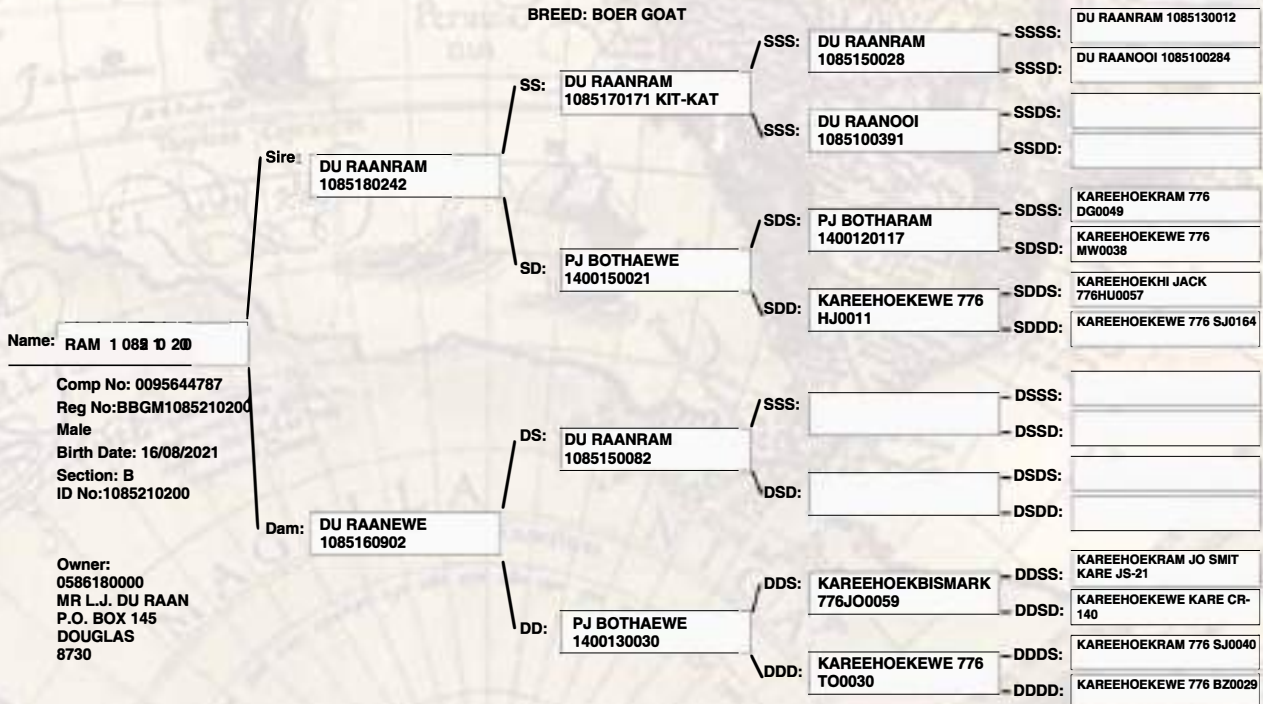 BREED: BOER GOAT
Name:
RAM
Comp No: 0095644787
Reg No:BBGM1085210200
Male
Birth Date: 16/08/2021
Section: B
ID No:1085210200
Owner:
0586180000
MR L.J. DU RAAN
P.O. BOX 145
DOUGLAS
8730
Sire:
DU RAANRAM
1085180242
Dam:
DU RAANEWE
1085160902
SS:
DU RAANRAM
1085170171 KIT-KAT
SD:
PJ BOTHAEWE
1400150021
DS:
DU RAANRAM
1085150082
DD:
PJ BOTHAEWE
1400130030
SSS:
DU RAANRAM
1085150028
SSS:
DU RAANOOI
1085100391
SDS:
PJ BOTHARAM
1400120117
SDD:
KAREEHOEKEWE 776
HJ0011
SSS:
DSD:
DDS:
KAREEHOEKBISMARK
776JO0059
DDD:
KAREEHOEKEWE 776
TO0030
SSSS:
DU RAANRAM 1085130012
SSSD:
DU RAANOOI 1085100284
SSDS:
SSDD:
SDSS:
KAREEHOEKRAM 776
DG0049
SDSD:
KAREEHOEKEWE 776
MW0038
SDDS:
KAREEHOEKHI JACK
776HU0057
SDDD:
KAREEHOEKEWE 776 SJ0164
DSSS:
DSSD:
DSDS:
DSDD:
DDSS:
KAREEHOEKRAM JO SMIT
KARE JS-21
DDSD:
KAREEHOEKEWE KARE CR-
140
DDDS:
KAREEHOEKRAM 776 SJ0040
DDDD:
KAREEHOEKEWE 776 BZ0029